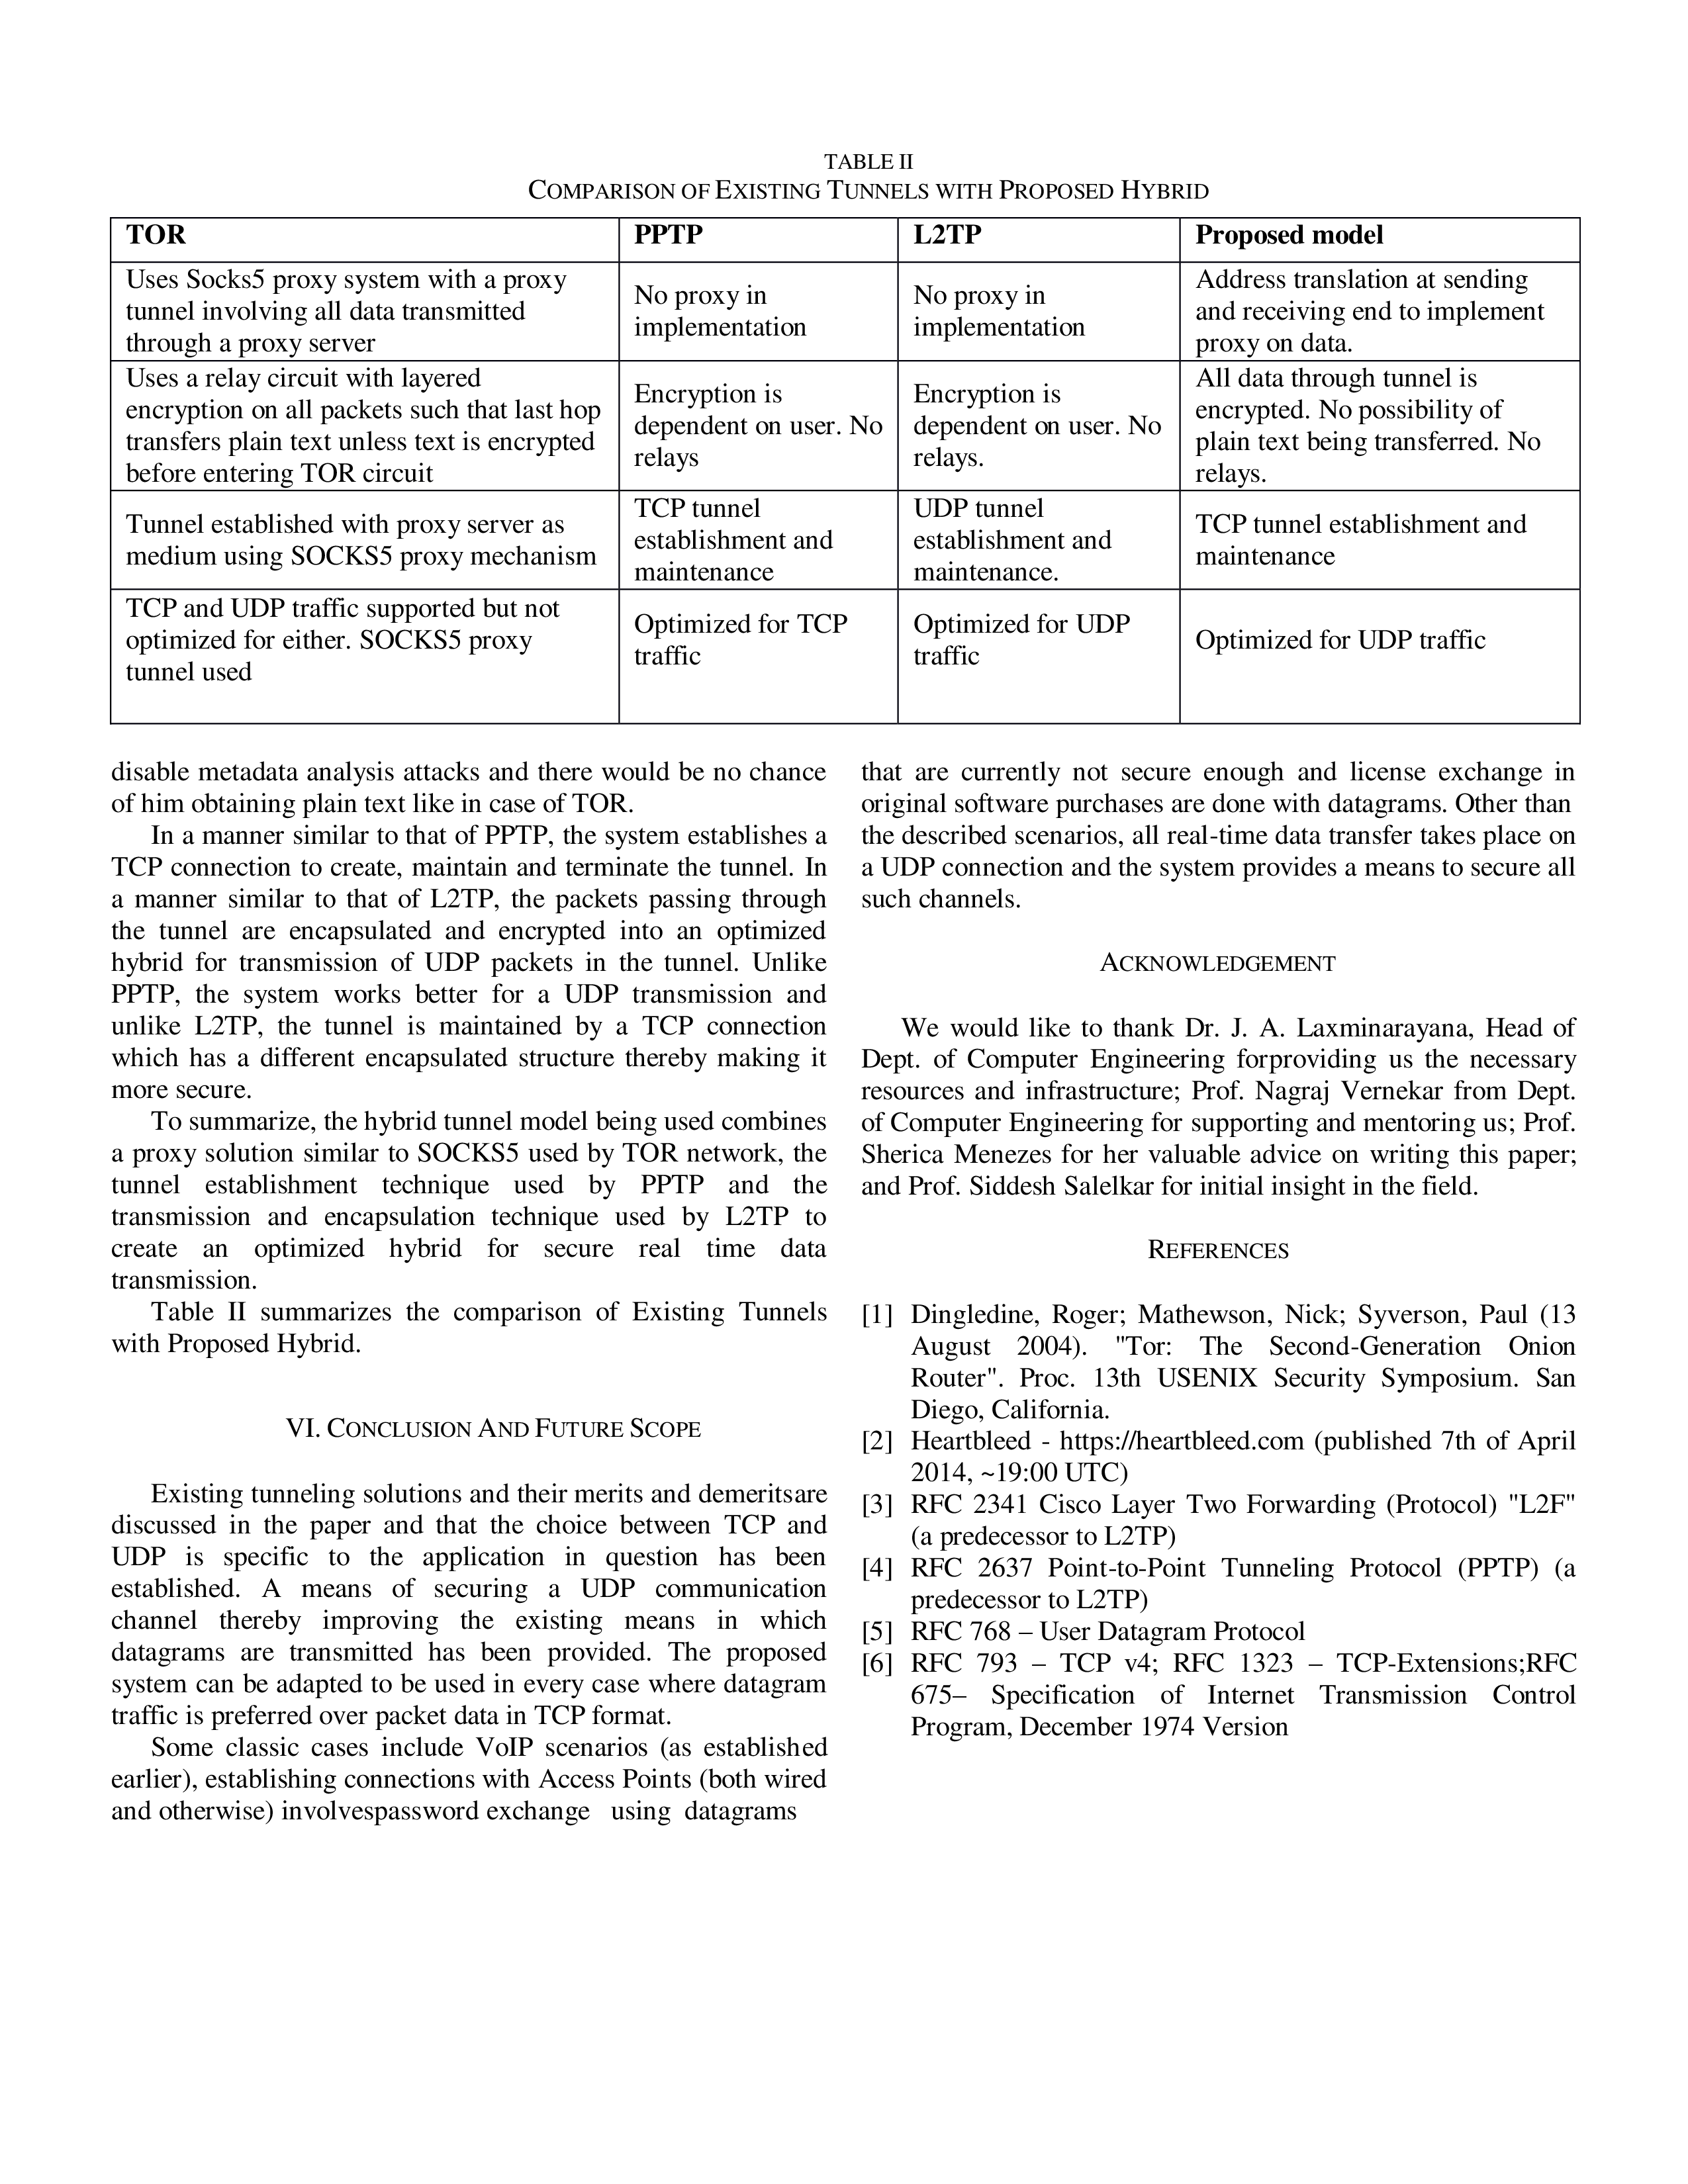 TABLE II
COMPARISON OF EXISTING TUNNELS WITH PROPOSED HYBRID
TOR
PPTP
L2TP
Proposed model
Uses Socks5 proxy system with a proxy
tunnel involving all data transmitted
through a proxy server
No proxy in
implementation
No proxy in
implementation
Address translation at sending
and receiving end to implement
proxy on data.
Uses a relay circuit with layered
encryption on all packets such that last hop
transfers plain text unless text is encrypted
before entering TOR circuit
Encryption is
dependent on user. No
relays
Encryption is
dependent on user. No
relays.
All data through tunnel is
encrypted. No possibility of
plain text being transferred. No
relays.
Tunnel established with proxy server as
medium using SOCKS5 proxy mechanism
TCP tunnel
establishment and
maintenance
UDP tunnel
establishment and
maintenance.
TCP tunnel establishment and
maintenance
TCP and UDP traffic supported but not
optimized for either. SOCKS5 proxy
tunnel used
Optimized for TCP
traffic
Optimized for UDP
traffic
Optimized for UDP traffic
disable metadata analysis attacks and there would be no chance
of him obtaining plain text like in case of TOR.
In a manner similar to that of PPTP, the system establishes a
TCP connection to create, maintain and terminate the tunnel. In
a manner similar to that of L2TP, the packets passing through
the tunnel are encapsulated and encrypted into an optimized
hybrid for transmission of UDP packets in the tunnel. Unlike
PPTP, the system works better for a UDP transmission and
unlike L2TP, the tunnel is maintained by a TCP connection
which has a different encapsulated structure thereby making it
more secure.
To summarize, the hybrid tunnel model being used combines
a proxy solution similar to SOCKS5 used by TOR network, the
tunnel establishment technique used by PPTP and the
transmission and encapsulation technique used by L2TP to
create an optimized hybrid for secure real time data
transmission.
Table II summarizes the comparison of Existing Tunnels
with Proposed Hybrid.
VI. CONCLUSION AND FUTURE SCOPE
Existing tunneling solutions and their merits and demeritsare
discussed in the paper and that the choice between TCP and
UDP is specific to the application in question has been
established. A means of securing a UDP communication
channel thereby improving the existing means in which
datagrams are transmitted has been provided. The proposed
system can be adapted to be used in every case where datagram
traffic is preferred over packet data in TCP format.
Some classic cases include VoIP scenarios (as established
earlier), establishing connections with Access Points (both wired
and otherwise) involvespassword exchange using datagrams
that are currently not secure enough and license exchange in
original software purchases are done with datagrams. Other than
the described scenarios, all real-time data transfer takes place on
a UDP connection and the system provides a means to secure all
such channels.
ACKNOWLEDGEMENT
We would like to thank Dr. J. A. Laxminarayana, Head of
Dept. of Computer Engineering forproviding us the necessary
resources and infrastructure; Prof. Nagraj Vernekar from Dept.
of Computer Engineering for supporting and mentoring us; Prof.
Sherica Menezes for her valuable advice on writing this paper;
and Prof. Siddesh Salelkar for initial insight in the field.
REFERENCES
[1] Dingledine, Roger; Mathewson, Nick; Syverson, Paul (13
August 2004). "Tor: The Second-Generation Onion
Router". Proc. 13th USENIX Security Symposium. San
Diego, California.
[2] Heartbleed - https://heartbleed.com (published 7th of April
2014, ~19:00 UTC)
[3] RFC 2341 Cisco Layer Two Forwarding (Protocol) "L2F"
(a predecessor to L2TP)
[4] RFC 2637 Point-to-Point Tunneling Protocol (PPTP) (a
predecessor to L2TP)
[5] RFC 768 – User Datagram Protocol
[6] RFC 793 – TCP v4; RFC 1323 – TCP-Extensions;RFC
675– Specification of Internet Transmission Control
Program, December 1974 Version